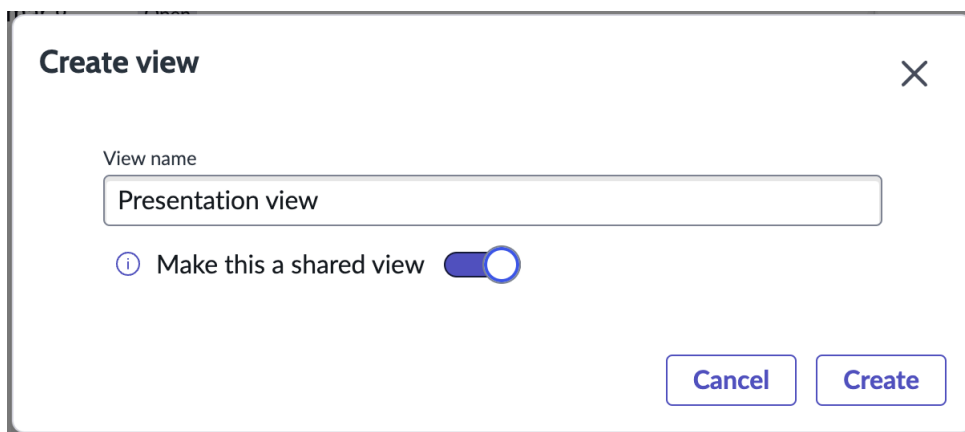 Create view
View name
Presentation view
Make this a shared view
Cancel Create